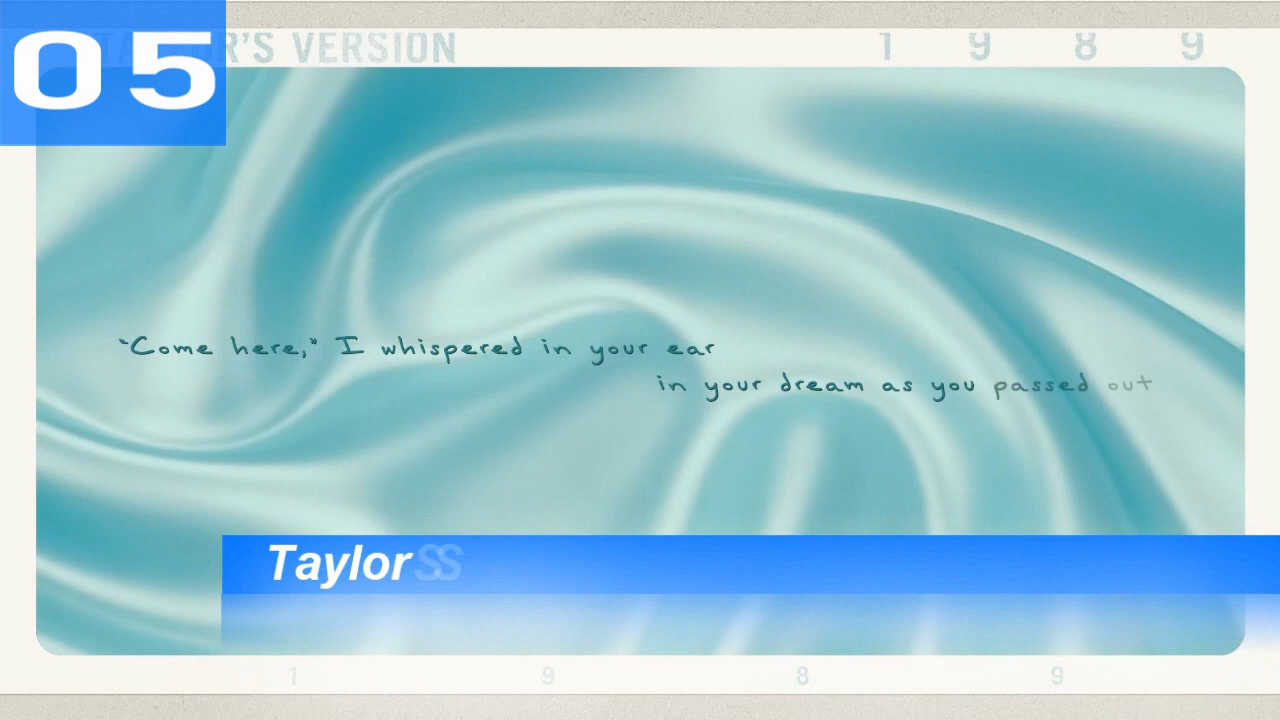 05
R'S VERSION 1 9 8 9
"Come here," I whispered in your ear
in your dream as you passed out
Taylor
1 9 8 9